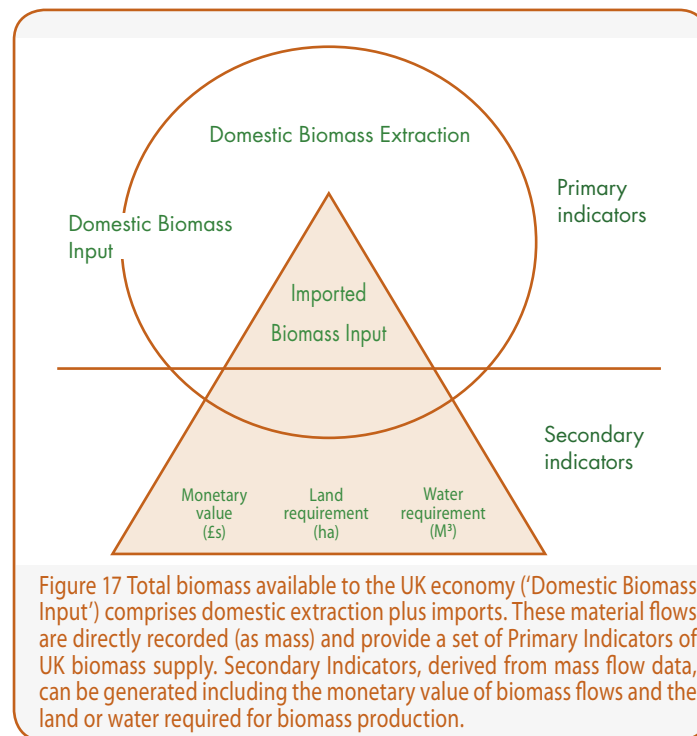 Domestic Biomass Extraction
Primary
indicators
Domestic Biomass
Input
Imported
Biomass Input
Secondary
indicators
Monetary
value
(£s)
Land
requirement
(ha)
Water
requirement
(M³)
Figure 17 Total biomass available to the UK economy (‘Domestic Biomass
Input’) comprises domestic extraction plus imports. These material flows
are directly recorded (as mass) and provide a set of Primary Indicators of
UK biomass supply. Secondary Indicators, derived from mass flow data,
can be generated including the monetary value of biomass flows and the
land or water required for biomass production.